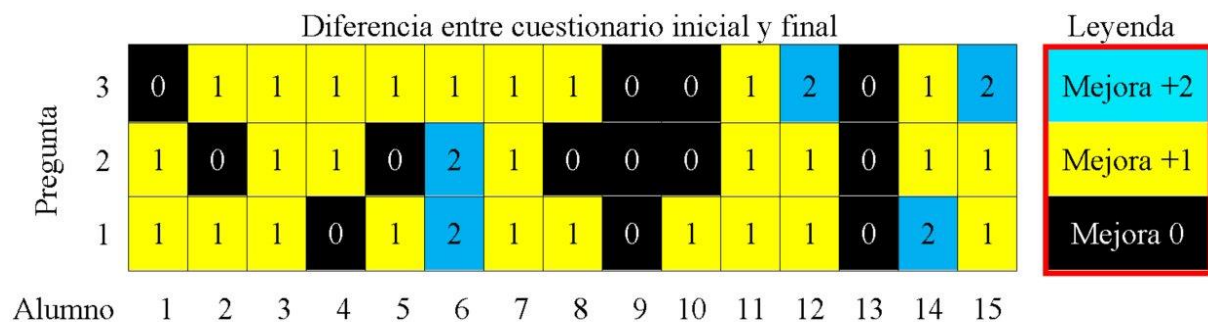 Diferencia entre cuestionario inicial y final
Leyenda
Pregunta
3 0 1 1 1 1 1 1 1 0 0 1 2 0 1 2
2 1 0 1 1 0 2 1 0 0 0 1 1 0 1 1
1 1 1 1 0 1 2 1 1 0 1 1 1 0 2 1
Alumno 1 2 3 4 5 6 7 8 9 10 11 12 13 14 15
Mejora +2
Mejora +1
Mejora 0